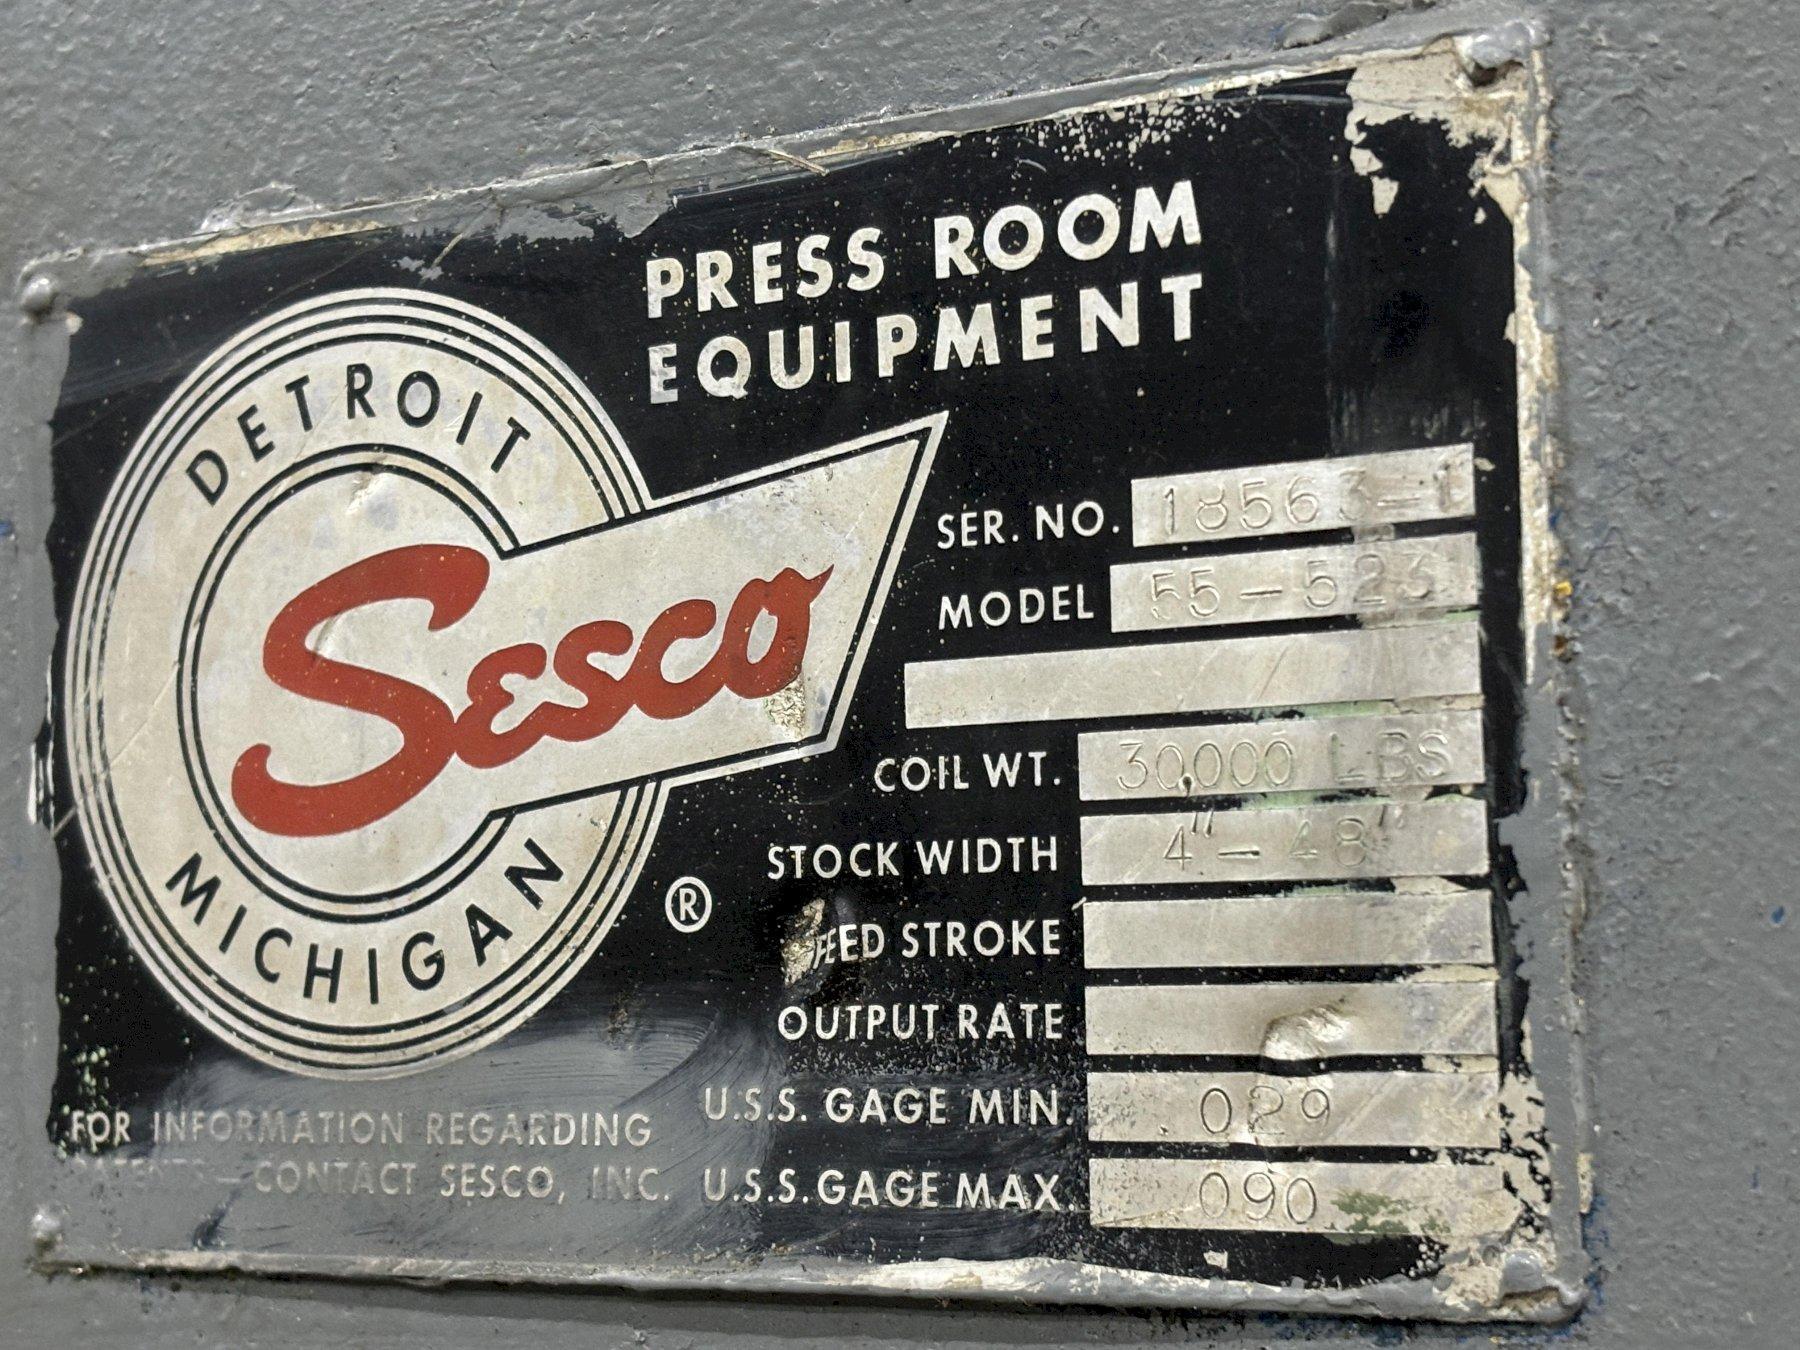 PRESS ROOM
EQUIPMENT
DETROIT
Sesco
MICHIGAN
®
SER. NO. 18563-1
MODEL 55-523
COIL WT. 30,000 LBS
STOCK WIDTH 4"-48"
FEED STROKE
OUTPUT RATE
U.S.S. GAGE MIN. 029
U.S.S. GAGE MAX. 090
FOR INFORMATION REGARDING
PATENTS - CONTACT SESCO, INC.